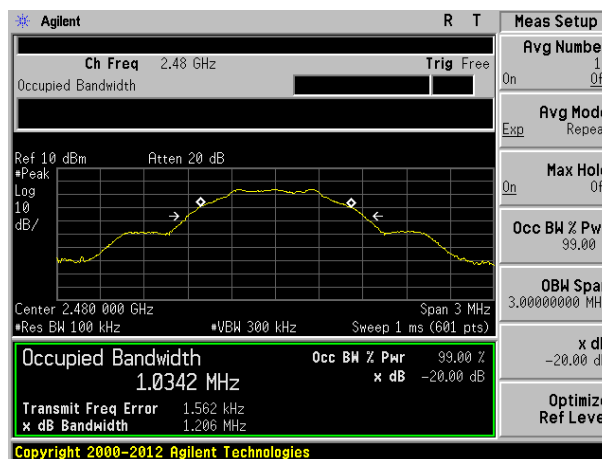 Agilent R T
Ch Freq 2.48 GHz Trig Free
Occupied Bandwidth
Ref 10 dBm Atten 20 dB
#Peak
Log
10
dB/
Center 2.480 000 GHz Span 3 MHz
#Res BW 100 kHz #VBW 300 kHz Sweep 1 ms (601 pts)
Occupied Bandwidth Occ BW % Pwr 99.00 %
1.0342 MHz x dB -20.00 dB
Transmit Freq Error 1.562 kHz
x dB Bandwidth 1.206 MHz
Copyright 2000-2012 Agilent Technologies
Meas Setup
Avg Numbe
1
On Of
Avg Mod
Exp Repea
Max Hol
On Of
Occ BW % Pw
99.00
OBW Spa
3.00000000 MH
x d
-20.00 d
Optimiz
Ref Leve